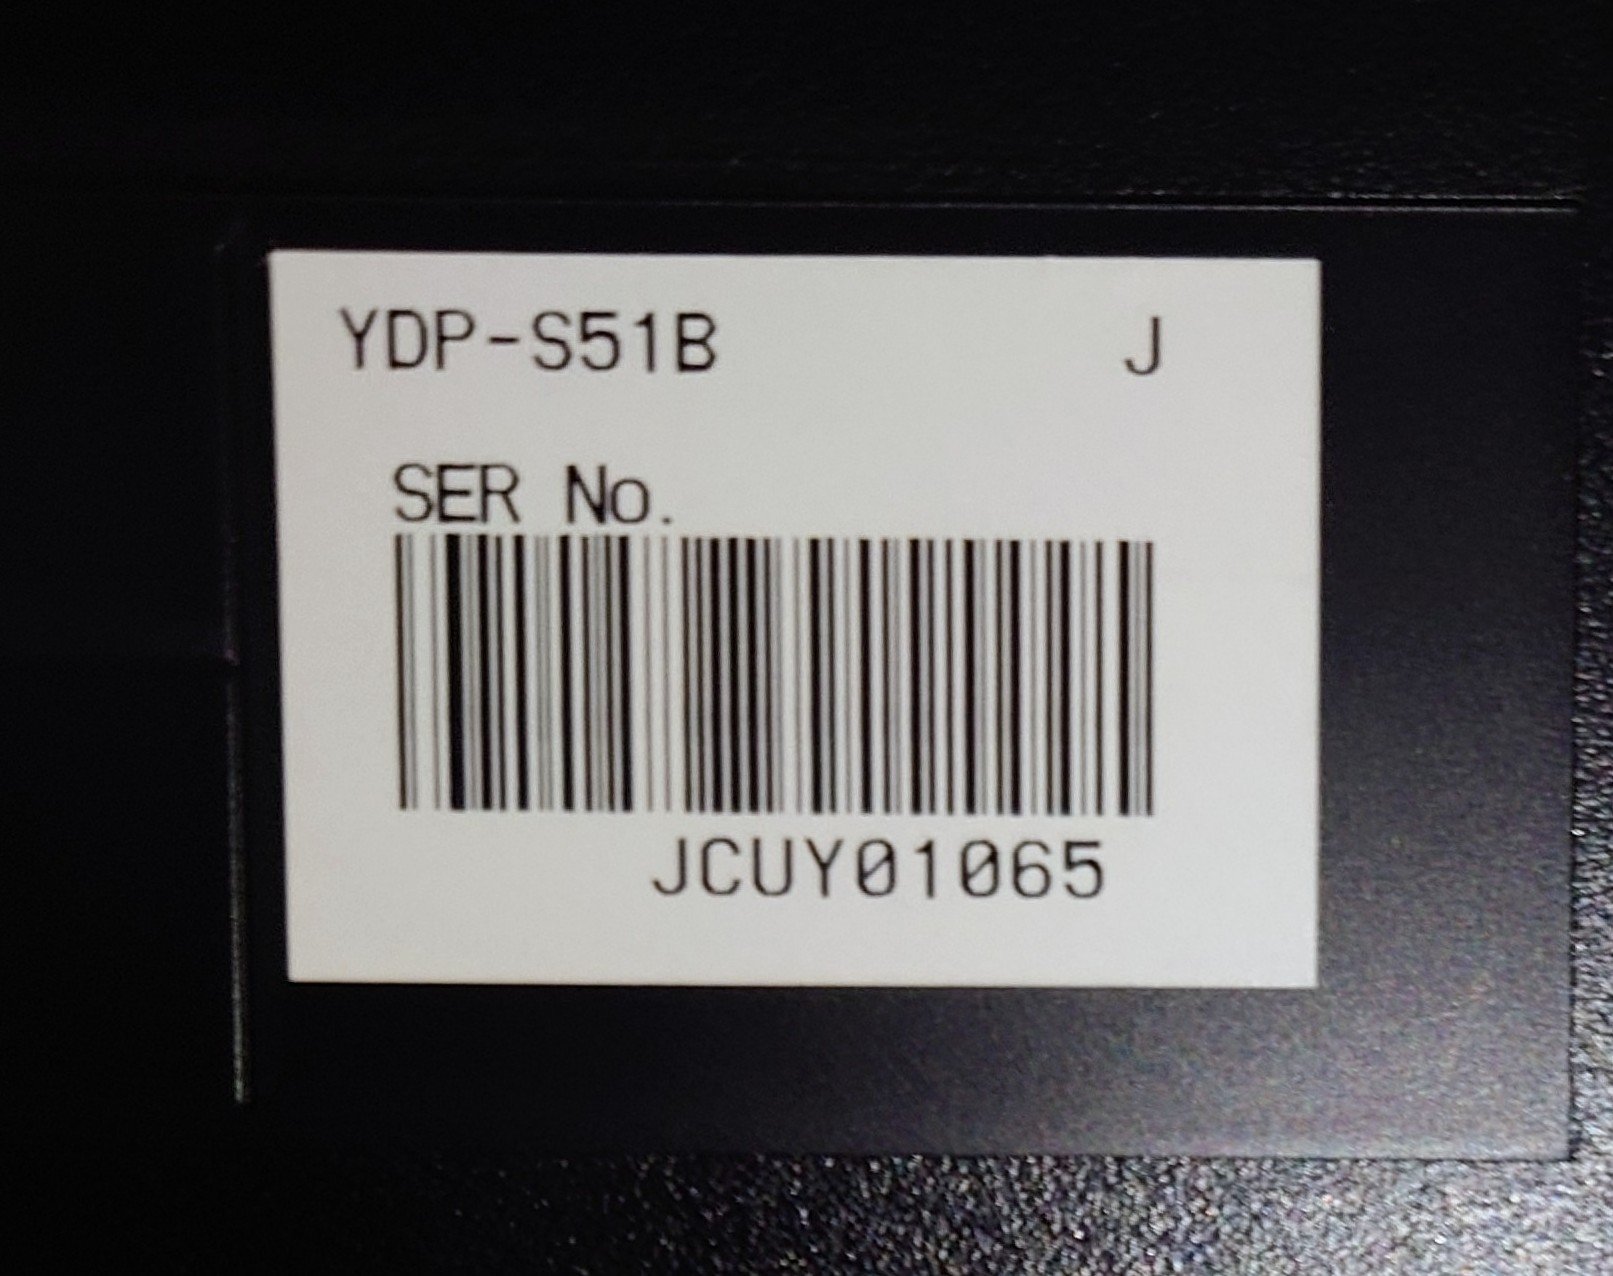 YDP-S51B J
SER No.
JCUY01065